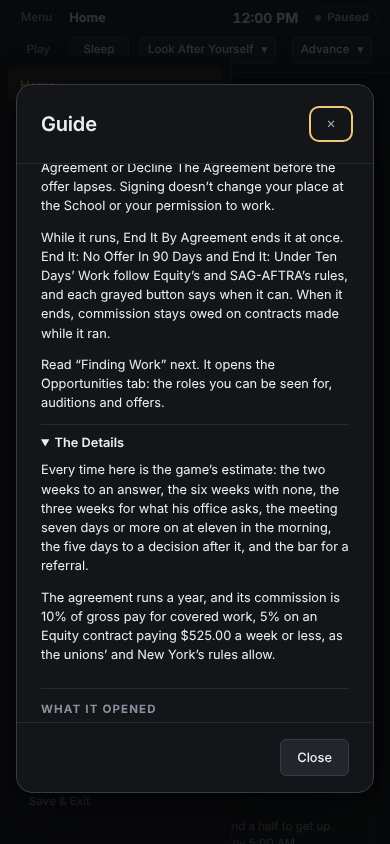 Menu Home 12:00 PM Paused
Play Sleep Look After Yourself ▾ Advance ▾
Guide ×
Agreement or Decline The Agreement before the
offer lapses. Signing doesn’t change your place at
the School or your permission to work.
While it runs, End It By Agreement ends it at once.
End It: No Offer In 90 Days and End It: Under Ten
Days’ Work follow Equity’s and SAG-AFTRA’s rules,
and each grayed button says when it can. When it
ends, commission stays owed on contracts made
while it ran.
Read “Finding Work” next. It opens the
Opportunities tab: the roles you can be seen for,
auditions and offers.
▼ The Details
Every time here is the game’s estimate: the two
weeks to an answer, the six weeks with none, the
three weeks for what his office asks, the meeting
seven days or more on at eleven in the morning,
the five days to a decision after it, and the bar for a
referral.
The agreement runs a year, and its commission is
10% of gross pay for covered work, 5% on an
Equity contract paying $525.00 a week or less, as
the unions’ and New York’s rules allow.
WHAT IT OPENED
Close
Save & Exit
nd a half to get up